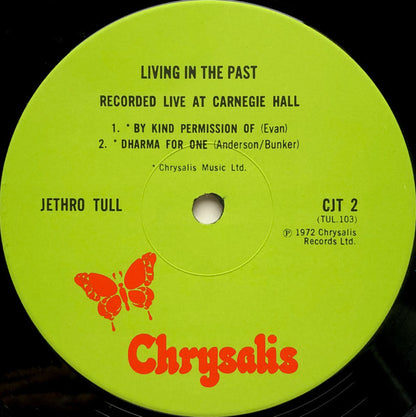 LIVING IN THE PAST
RECORDED LIVE AT CARNEGIE HALL
1. * BY KIND PERMISSION OF (Evan)
2. * DHARMA FOR ONE (Anderson/Bunker)
* Chrysalis Music Ltd.
JETHRO TULL
CJT 2
(TUL.103)
℗ 1972 Chrysalis
Records Ltd.
Chrysalis